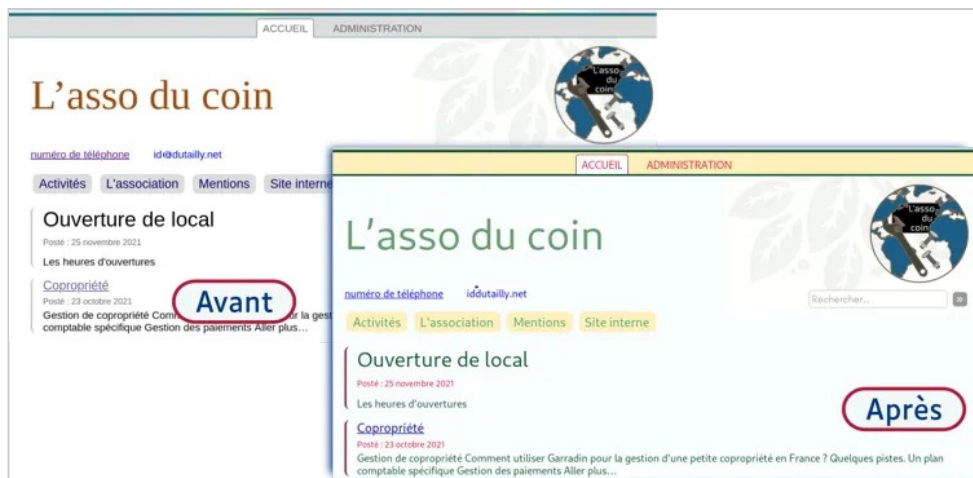 ACCUEIL ADMINISTRATION
L'asso
du
coin
L'asso du coin
numéro de téléphone id@dutailly.net
Activités L'association Mentions Site interne
Ouverture de local
Posté : 25 novembre 2021
Les heures d'ouvertures
Copropriété
Posté : 23 octobre 2021
Gestion de copropriété la gest
comptable spécifique Gestion des paiements Aller plus…
Avant
ACCUEIL ADMINISTRATION
L'asso
du
coin
L'asso du coin
numéro de téléphone iddutailly.net
Rechercher... »
Activités L'association Mentions Site interne
Ouverture de local
Posté : 25 novembre 2021
Les heures d'ouvertures
Copropriété
Posté : 23 octobre 2021
Gestion de copropriété Comment utiliser Garradin pour la gestion d'une petite copropriété en France ? Quelques pistes. Un plan
comptable spécifique Gestion des paiements Aller plus…
Après